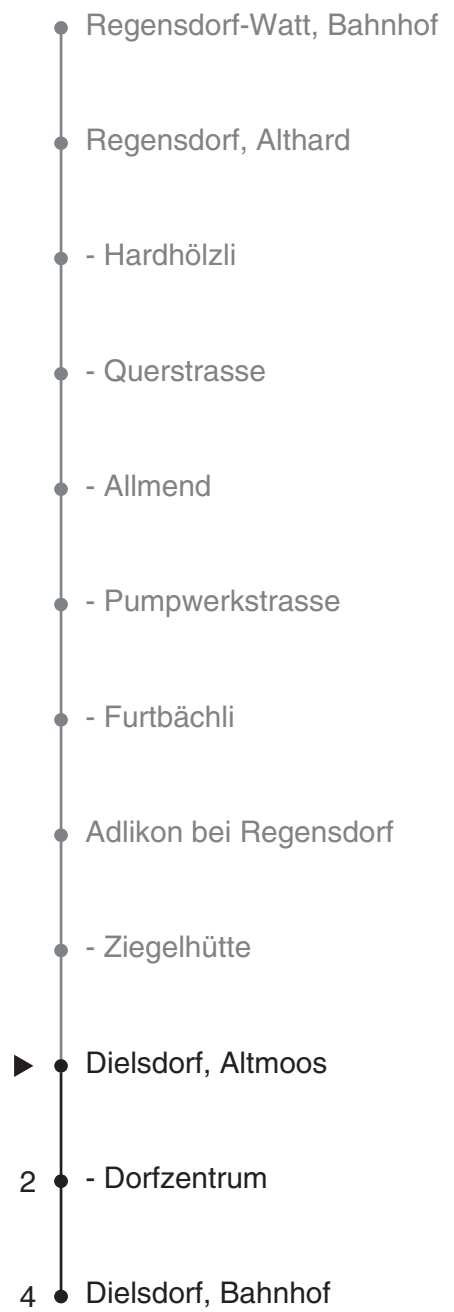 Regensdorf-Watt, Bahnhof
Regensdorf, Althard
- Hardhölzli
- Querstrasse
- Allmend
- Pumpwerkstrasse
- Furtbächli
Adlikon bei Regensdorf
- Ziegelhütte
Dielsdorf, Altmoos
2 - Dorfzentrum
4 Dielsdorf, Bahnhof